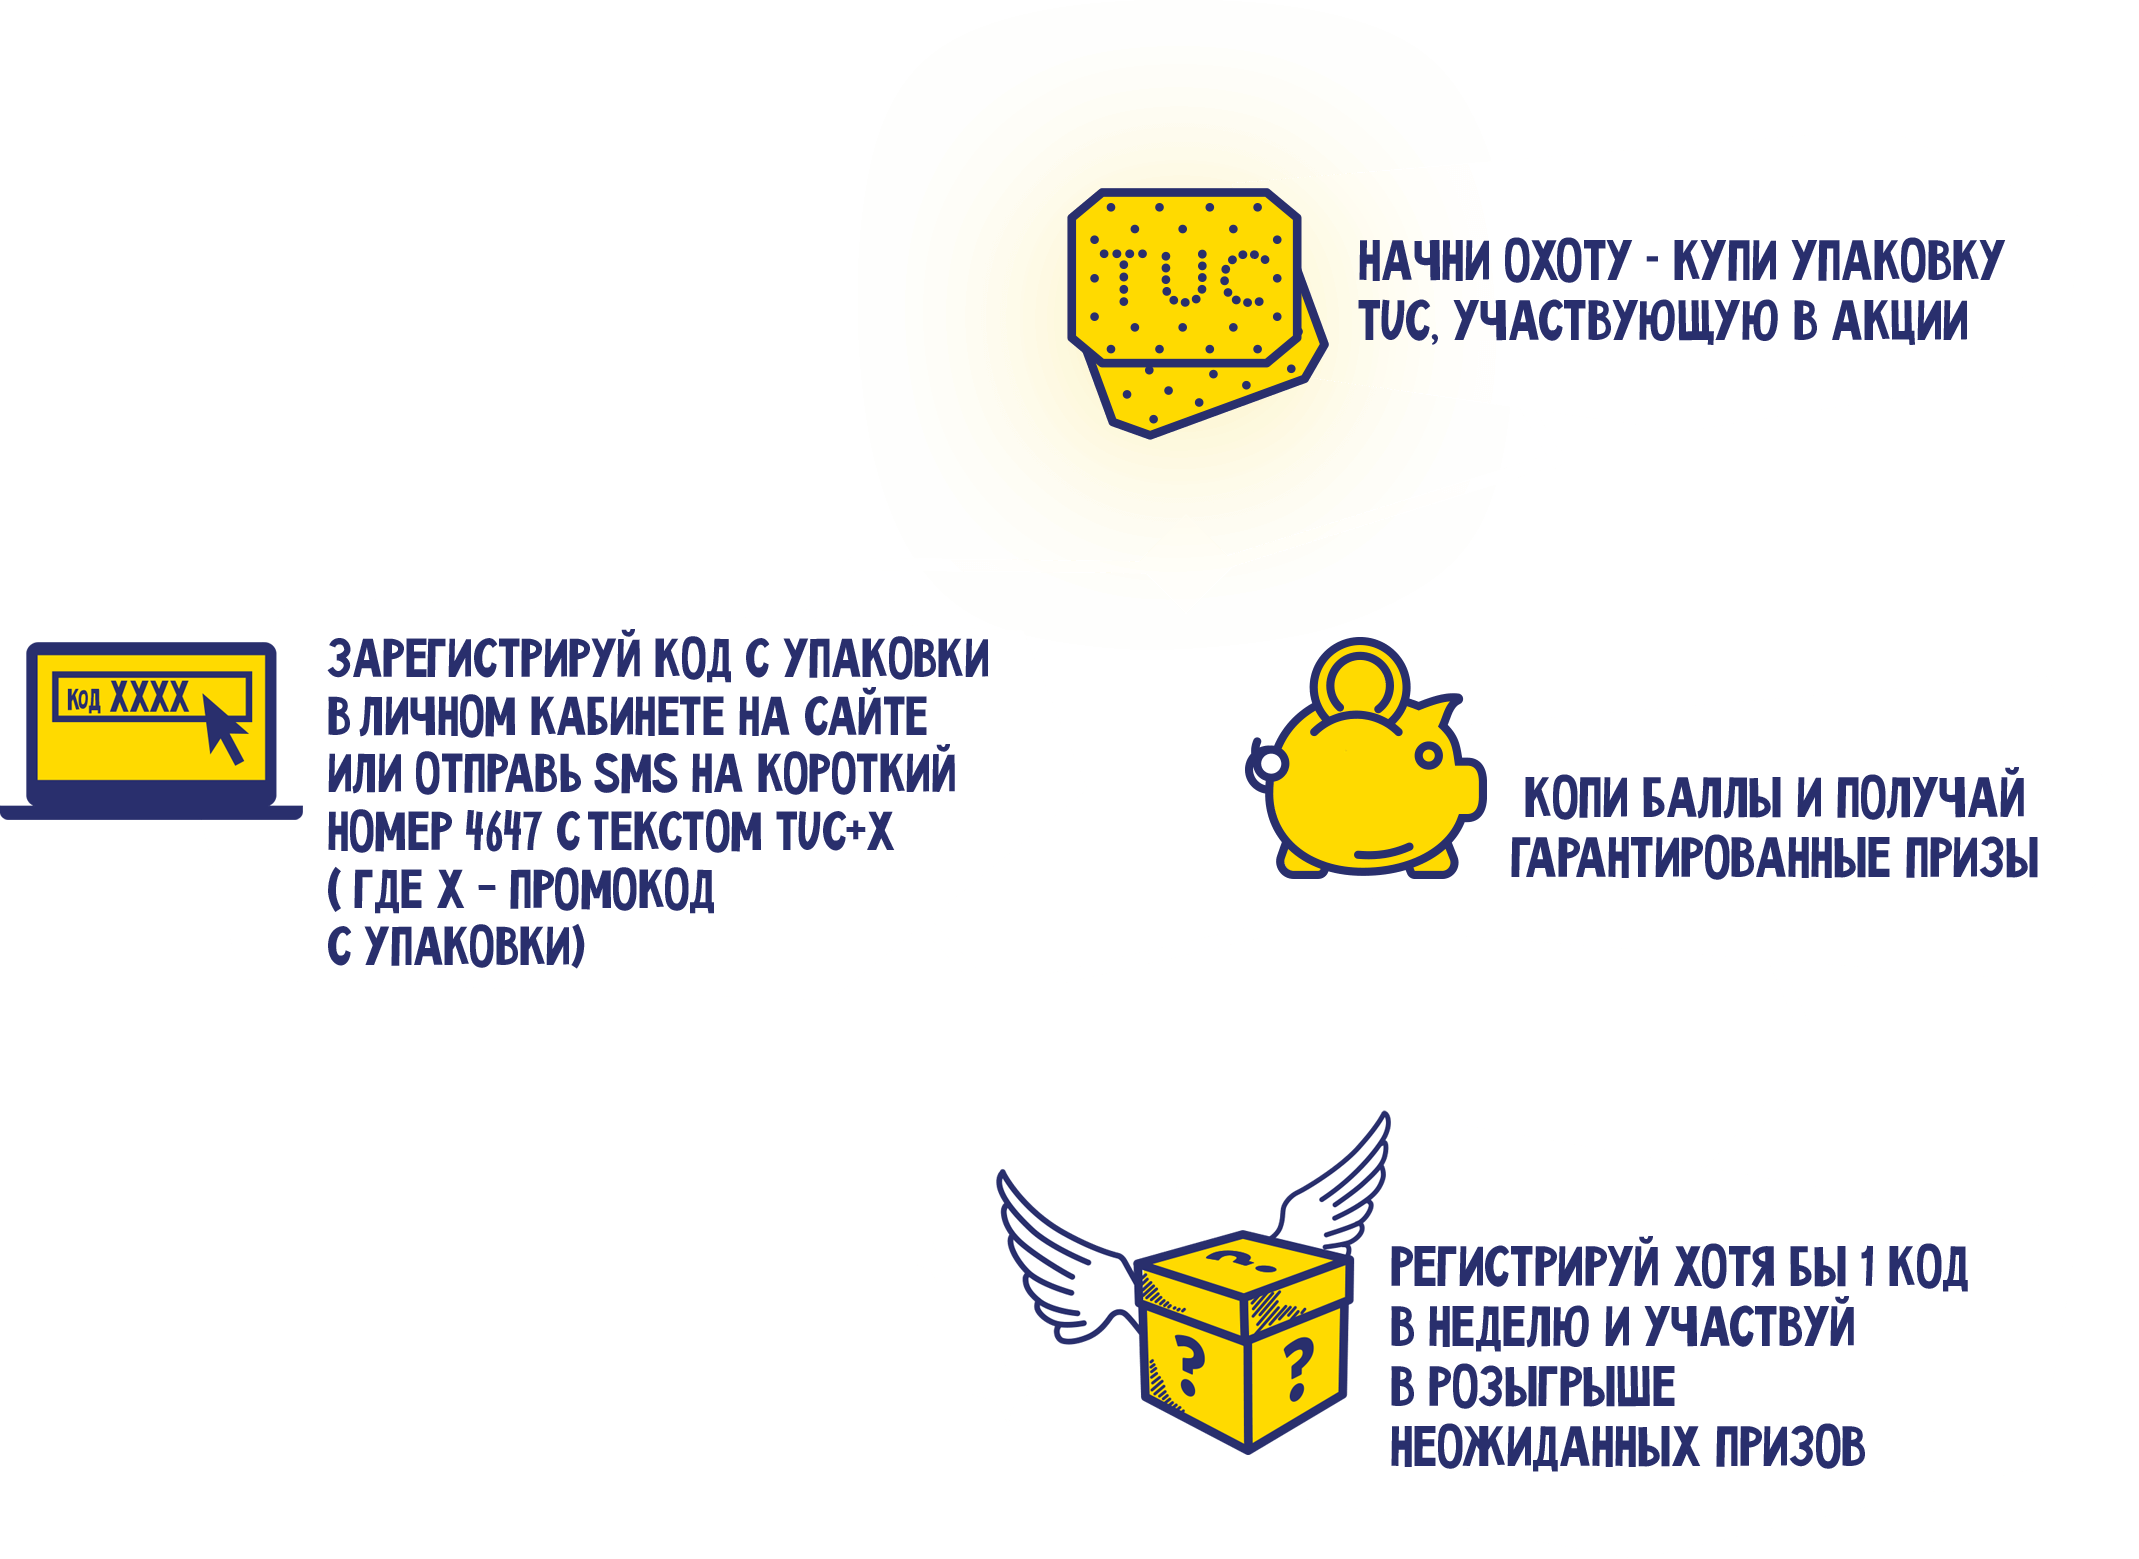 TUC
НАЧНИ ОХОТУ - КУПИ УПАКОВКУ
TUC, УЧАСТВУЮЩУЮ В АКЦИИ
КОД XXXX
ЗАРЕГИСТРИРУЙ КОД С УПАКОВКИ
В ЛИЧНОМ КАБИНЕТЕ НА САЙТЕ
ИЛИ ОТПРАВЬ SMS НА КОРОТКИЙ
НОМЕР 4647 С ТЕКСТОМ TUC+X
( ГДЕ X – ПРОМОКОД
С УПАКОВКИ)
КОПИ БАЛЛЫ И ПОЛУЧАЙ
ГАРАНТИРОВАННЫЕ ПРИЗЫ
?
? ?
РЕГИСТРИРУЙ ХОТЯ БЫ 1 КОД
В НЕДЕЛЮ И УЧАСТВУЙ
В РОЗЫГРЫШЕ
НЕОЖИДАННЫХ ПРИЗОВ